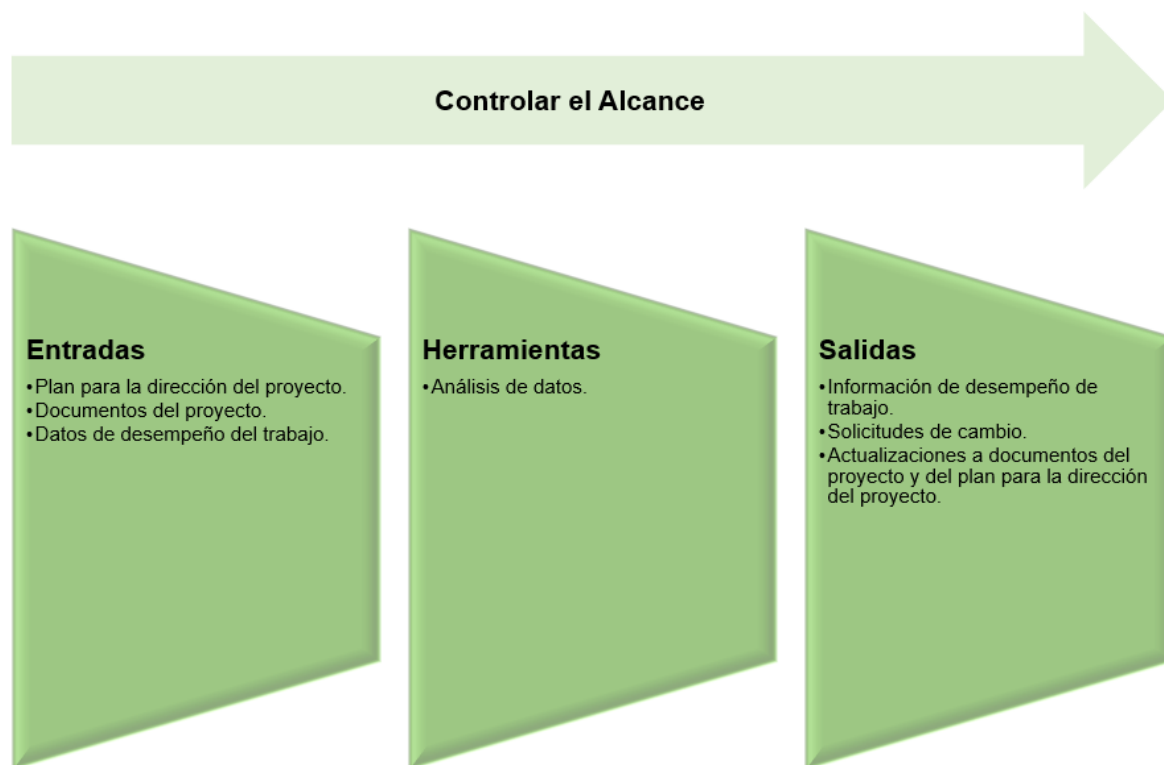 Controlar el Alcance
Entradas
•Plan para la dirección del proyecto.
•Documentos del proyecto.
•Datos de desempeño del trabajo.
Herramientas
•Análisis de datos.
Salidas
•Información de desempeño de
trabajo.
•Solicitudes de cambio.
•Actualizaciones a documentos del
proyecto y del plan para la dirección
del proyecto.